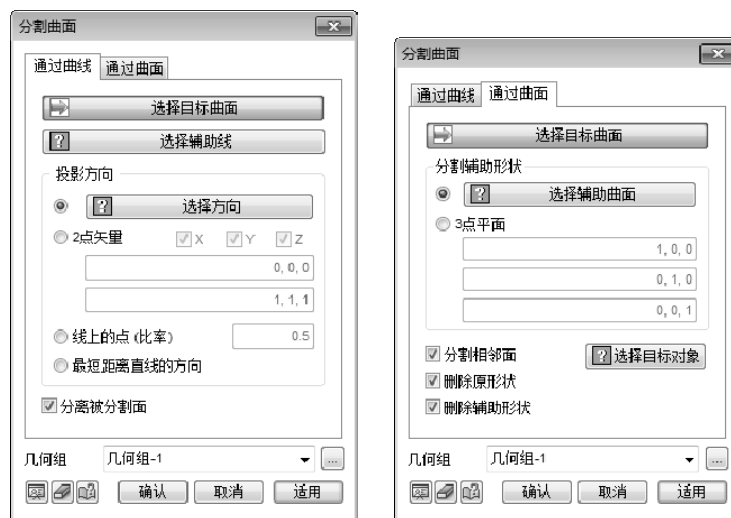 分割曲面
通过曲线 通过曲面
选择目标曲面
? 选择辅助线
投影方向
? 选择方向
2点矢量 X Y Z
0, 0, 0
1, 1, 1
线上的点 (比率) 0.5
最短距离直线的方向
分离被分割面
几何组 几何组-1 ...
确认 取消 适用
分割曲面
通过曲线 通过曲面
选择目标曲面
分割辅助形状
? 选择辅助曲面
3点平面
1, 0, 0
0, 1, 0
0, 0, 1
分割相邻面 ? 选择目标对象
删除原形状
删除辅助形状
几何组 几何组-1 ...
确认 取消 适用